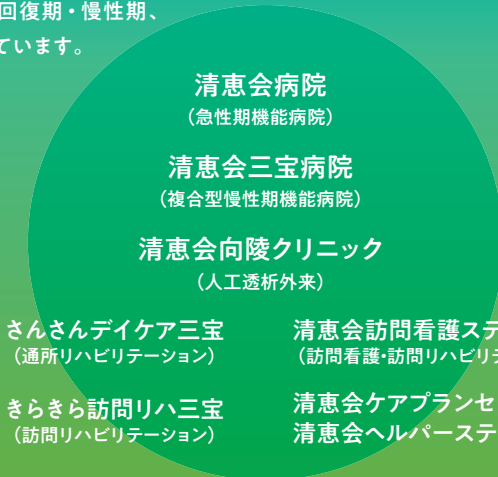 回復期・慢性期、
ています。
清恵会病院
（急性期機能病院）
清恵会三宝病院
（複合型慢性期機能病院）
清恵会向陵クリニック
（人工透析外来）
さんさんデイケア三宝
（通所リハビリテーション）
清恵会訪問看護ステ
（訪問看護・訪問リハビリテ
きらきら訪問リハ三宝
（訪問リハビリテーション）
清恵会ケアプランセ
清恵会ヘルパーステ